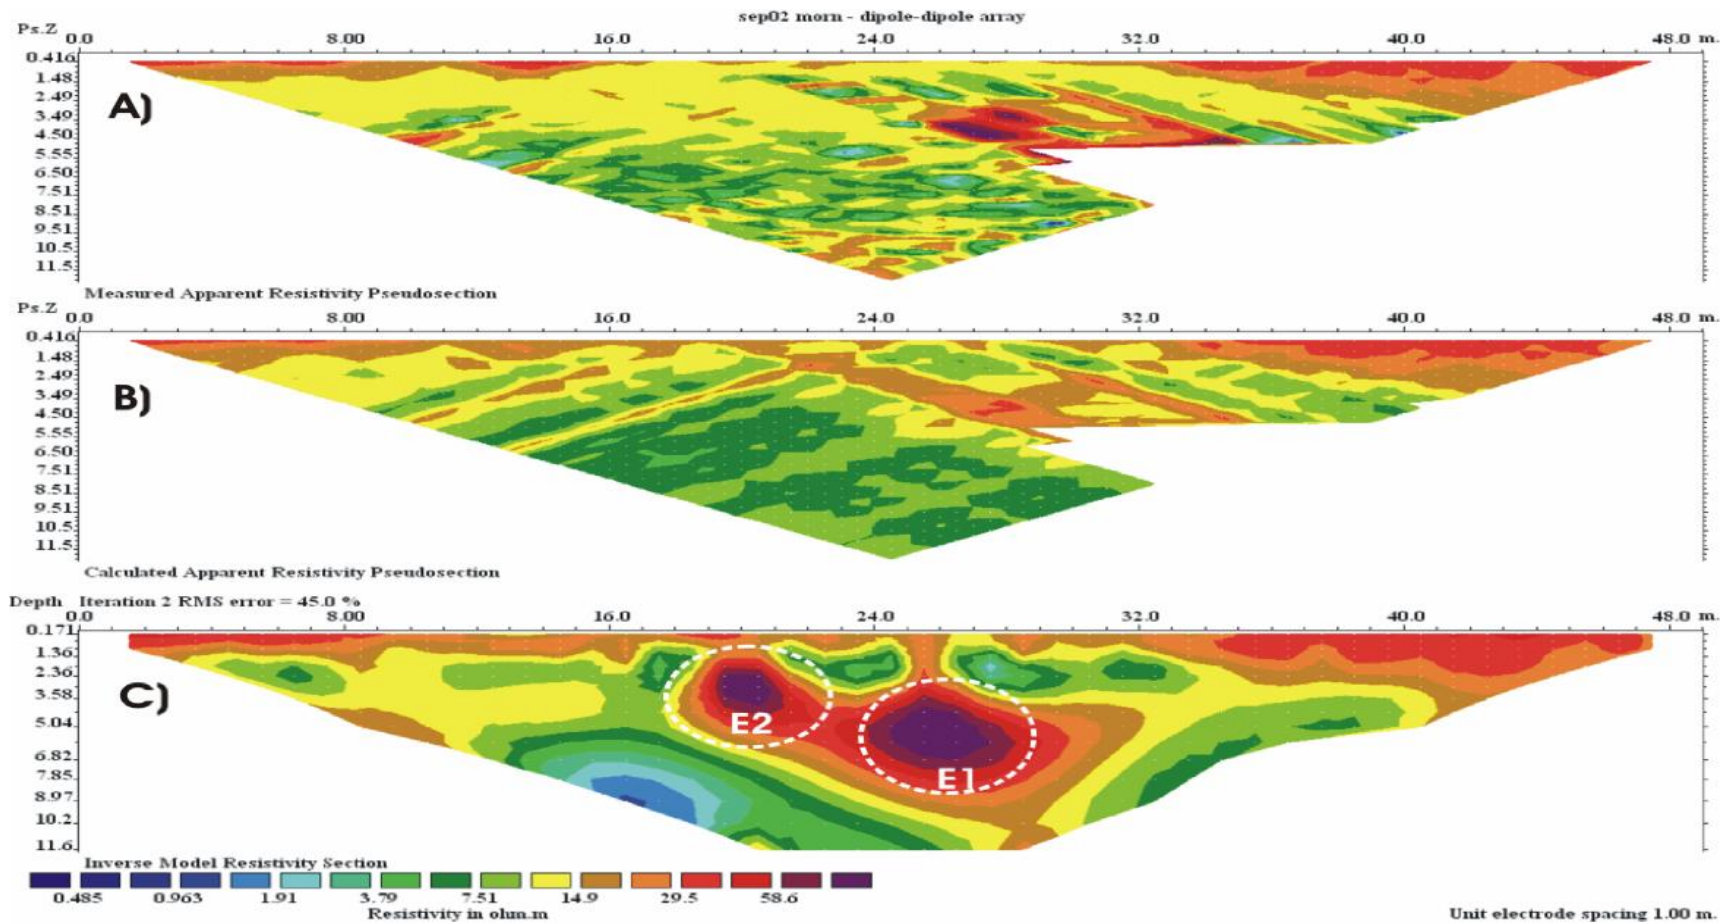 sep02 morn - dipole-dipole array
Ps.Z 0.0 8.00 16.0 24.0 32.0 40.0 48.0 m.
0.416
1.48
2.49
A)
3.49
4.50
5.55
6.50
7.51
8.51
9.51
10.5
11.5
Measured Apparent Resistivity Pseudosection
Ps.Z 0.0 8.00 16.0 24.0 32.0 40.0 48.0 m.
0.416
1.48
2.49
3.49
B)
4.50
5.55
6.50
7.51
8.51
9.51
10.5
11.5
Calculated Apparent Resistivity Pseudosection
Depth Iteration 2 RMS error = 45.0 %
0.0 8.00 16.0 24.0 32.0 40.0 48.0 m.
0.171
1.36
2.36
3.58
C)
E2
5.04
6.82
E1
7.85
8.97
10.2
11.6
Inverse Model Resistivity Section
0.485 0.963 1.91 3.79 7.51 14.9 29.5 58.6
Resistivity in ohm.m
Unit electrode spacing 1.00 m.